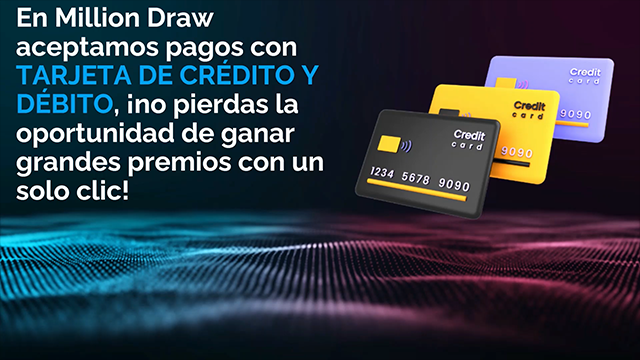 En Million Draw
aceptamos pagos con
TARJETA DE CRÉDITO Y
DÉBITO, ¡no pierdas la
oportunidad de ganar
grandes premios con un
solo clic!
Credit
card
9090
Credit
card
9090
Credit
card
1234 5678 9090